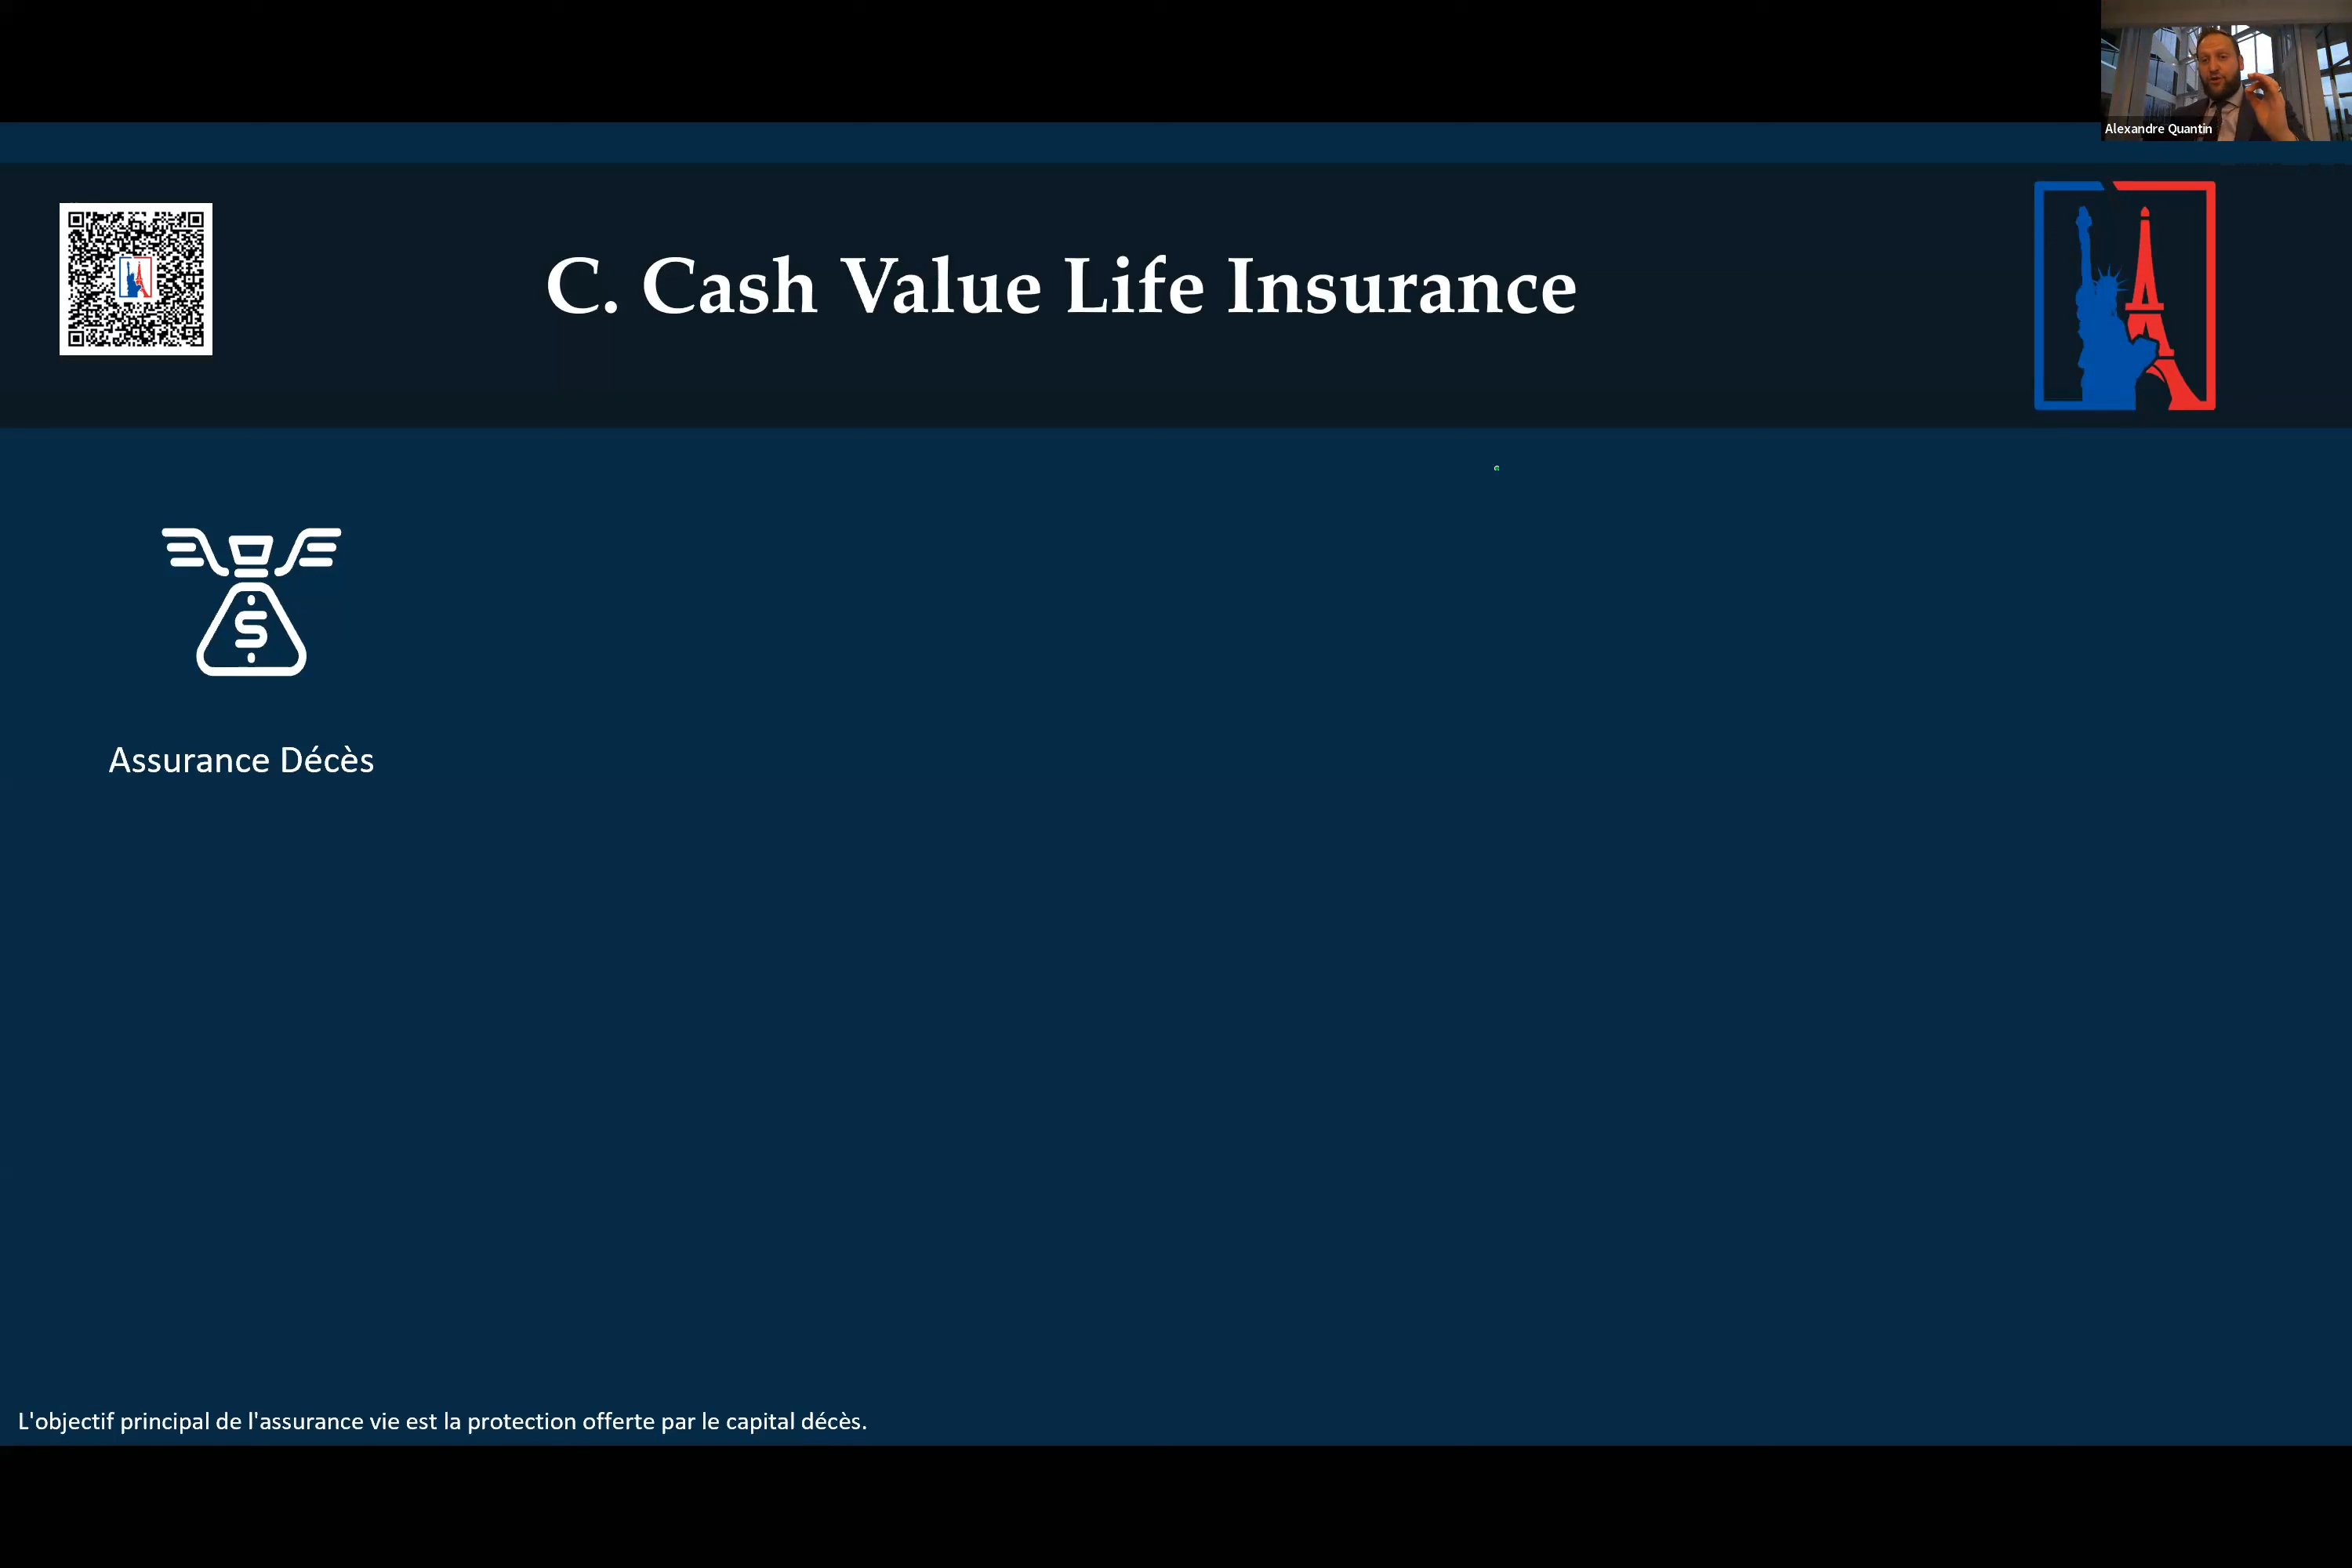 Alexandre Quantin
C. Cash Value Life Insurance
$
Assurance Décès
L'objectif principal de l'assurance vie est la protection offerte par le capital décès.